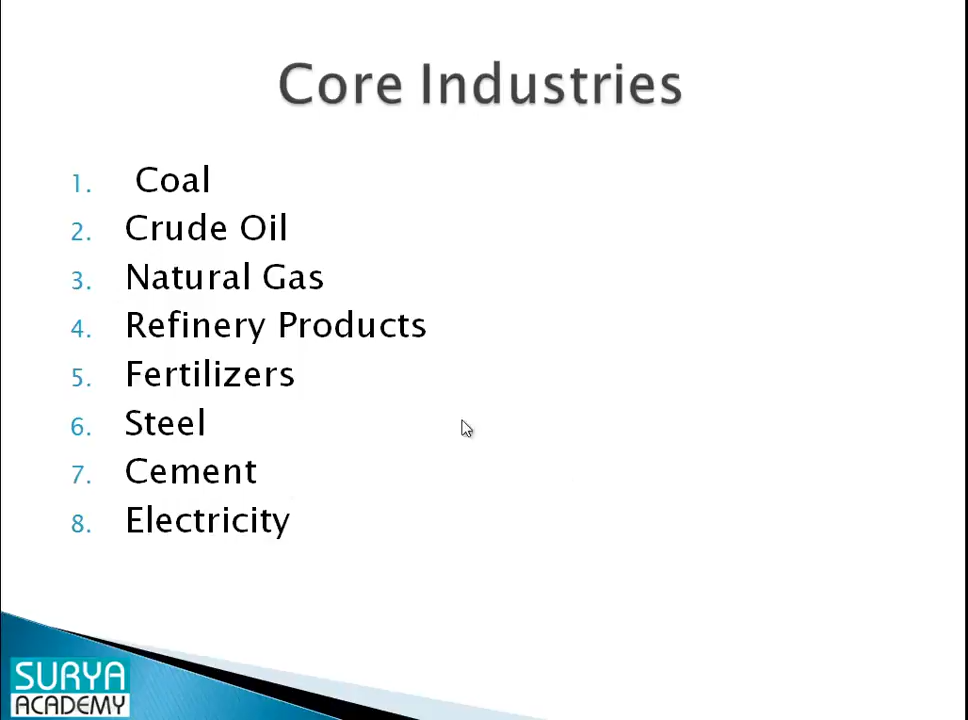 Core Industries
1. Coal
2. Crude Oil
3. Natural Gas
4. Refinery Products
5. Fertilizers
6. Steel
7. Cement
8. Electricity
SURYA
ACADEMY